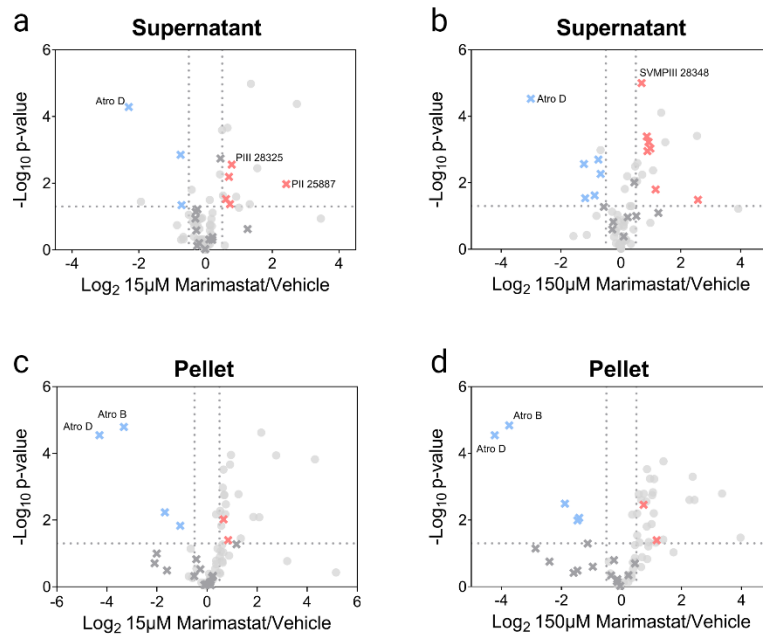 a
Supernatant
6
4
2
0
-4
-2
0
2
4
-Log10 p-value
Log2 15µM Marimastat/Vehicle
Atro D
PIII 28325
PII 25887
b
Supernatant
6
4
2
0
-4
-2
0
2
4
-Log10 p-value
Log2 150µM Marimastat/Vehicle
SVMPIII 28348
Atro D
c
Pellet
6
4
2
0
-6
-4
-2
0
2
4
6
-Log10 p-value
Log2 15µM Marimastat/Vehicle
Atro B
Atro D
d
Pellet
6
4
2
0
-6
-4
-2
0
2
4
-Log10 p-value
Log2 150µM Marimastat/Vehicle
Atro B
Atro D